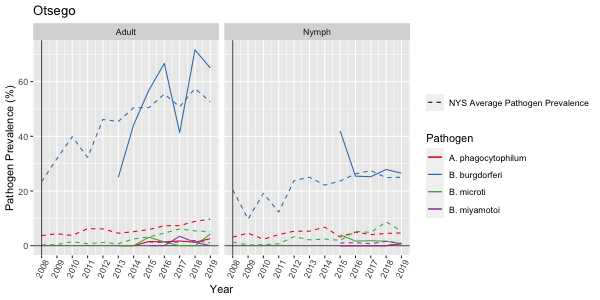 Otsego
Adult
Nymph
Pathogen Prevalence (%)
60
40
20
0
2008 2009 2010 2011 2012 2013 2014 2015 2016 2017 2018 2019
2008 2009 2010 2011 2012 2013 2014 2015 2016 2017 2018 2019
Year
NYS Average Pathogen Prevalence
Pathogen
A. phagocytophilum
B. burgdorferi
B. microti
B. miyamotoi